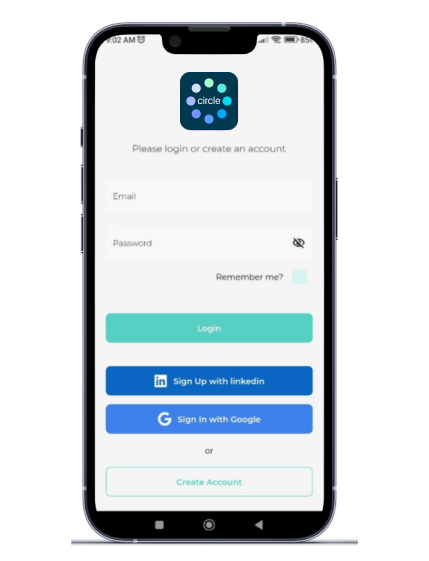 :02 AM
85
circle
Please login or create an account
Email
Password
Remember me?
Login
in Sign Up with linkedin
G Sign In with Google
or
Create Account